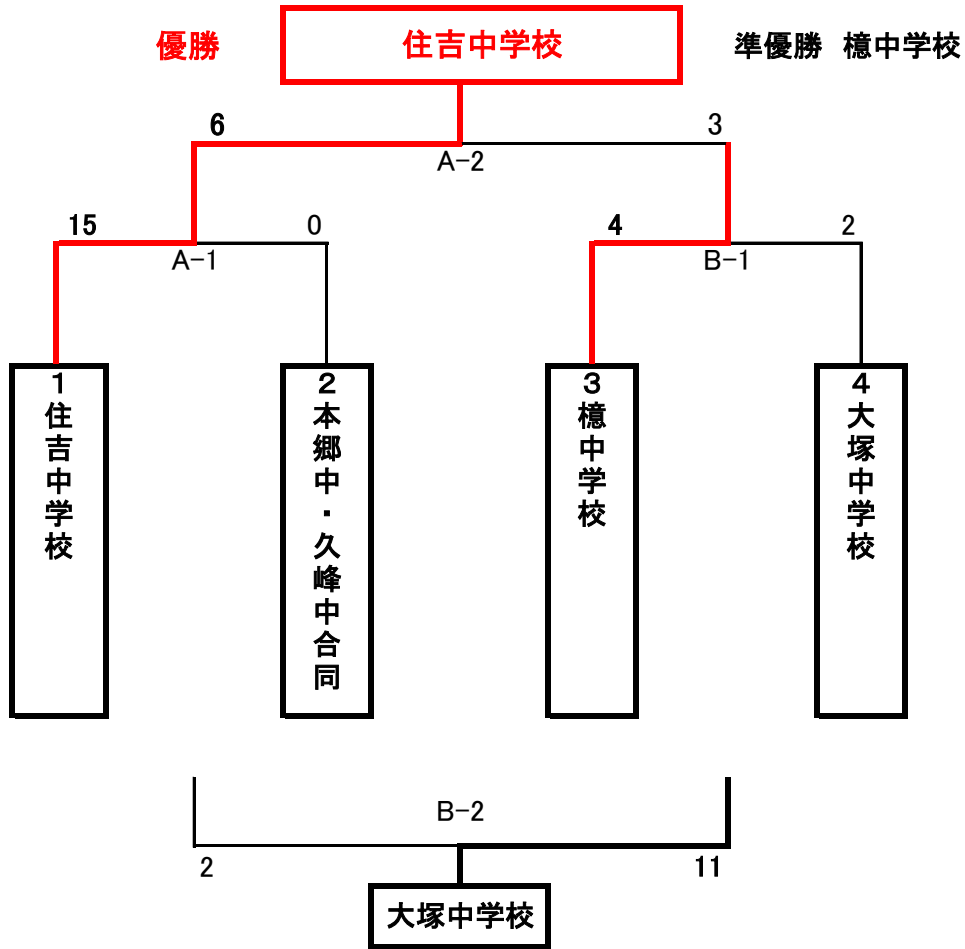 優勝
住吉中学校
準優勝 檍中学校
6
3
A-2
15
0
4
2
A-1
B-1
1住吉中学校
2本郷中・久峰中合同
3檍中学校
4大塚中学校
B-2
2
11
大塚中学校